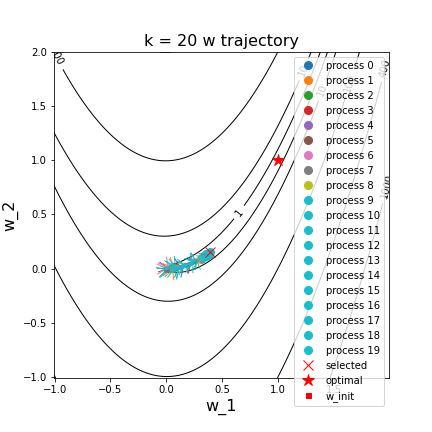 k = 20 w trajectory
w_2
2.0
1.5
1.0
0.5
0.0
−0.5
−1.0
−1.0
−0.5
0.0
0.5
1.0
w_1
1
process 0
process 1
process 2
process 3
process 4
process 5
process 6
process 7
process 8
process 9
process 10
process 11
process 12
process 13
process 14
process 15
process 16
process 17
process 18
process 19
selected
optimal
w_init